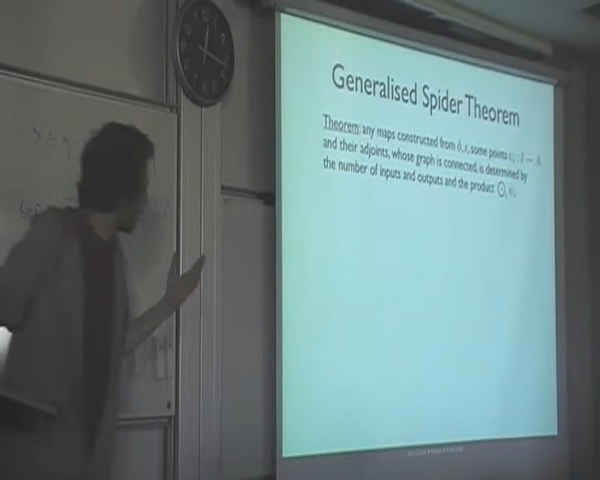 Generalised Spider Theorem
Theorem: any maps constructed from δ, ε, some points ψᵢ : I → A
and their adjoints, whose graph is connected, is determined by
the number of inputs and outputs and the product ⨀ᵢ ψᵢ.